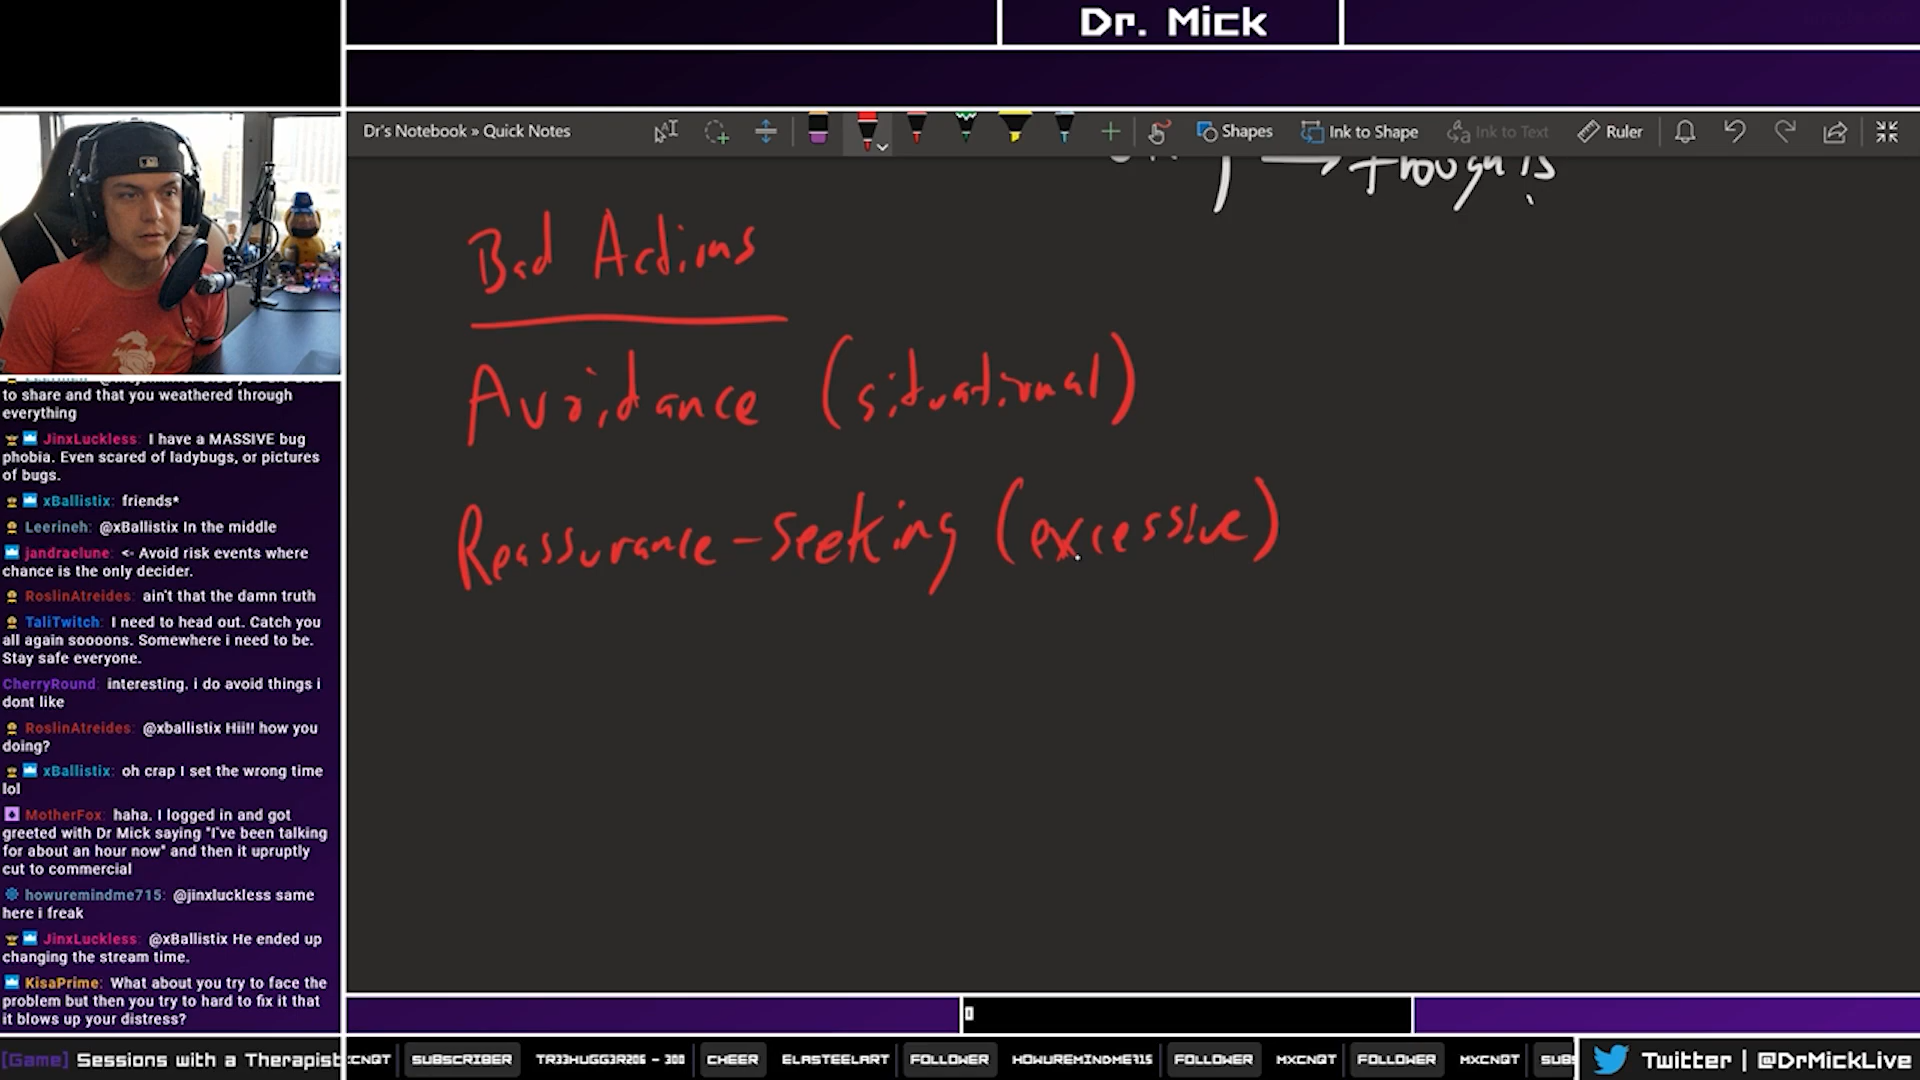 Dr. Mick
Dr's Notebook » Quick Notes
Shapes
Ink to Shape
Ink to Text
Ruler
thoughts
Bad Actions
Avoidance (situational)
Reassurance-seeking (excessive)
to share and that you weathered through
everything
JinxLuckless: I have a MASSIVE bug
phobia. Even scared of ladybugs, or pictures
of bugs.
xBallistix: friends*
Leerineh: @xBallistix In the middle
jandraelune: <- Avoid risk events where
chance is the only decider.
RoslinAtreides: ain't that the damn truth
TaliTwitch: I need to head out. Catch you
all again soooons. Somewhere i need to be.
Stay safe everyone.
CherryRound: interesting. i do avoid things i
dont like
RoslinAtreides: @xballistix Hii!! how you
doing?
xBallistix: oh crap I set the wrong time
lol
MotherFox: haha. I logged in and got
greeted with Dr Mick saying "I've been talking
for about an hour now" and then it upruptly
cut to commercial
howuremindme715: @jinxluckless same
here i freak
JinxLuckless: @xBallistix He ended up
changing the stream time.
KisaPrime: What about you try to face the
problem but then you try to hard to fix it that
it blows up your distress?
0
[Game] Sessions with a Therapist
XCNQT SUBSCRIBER TR33HUGG3R206 - 300 CHEER ELASTEELART FOLLOWER HOWUREMINDME715 FOLLOWER MXCNQT FOLLOWER MXCNQT SUBS
Twitter | @DrMickLive